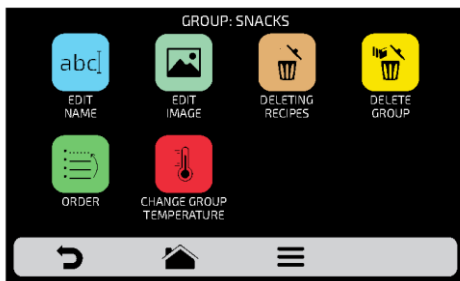 GROUP: SNACKS
abc
EDIT
NAME
EDIT
IMAGE
DELETING
RECIPES
DELETE
GROUP
ORDER
CHANGE GROUP
TEMPERATURE